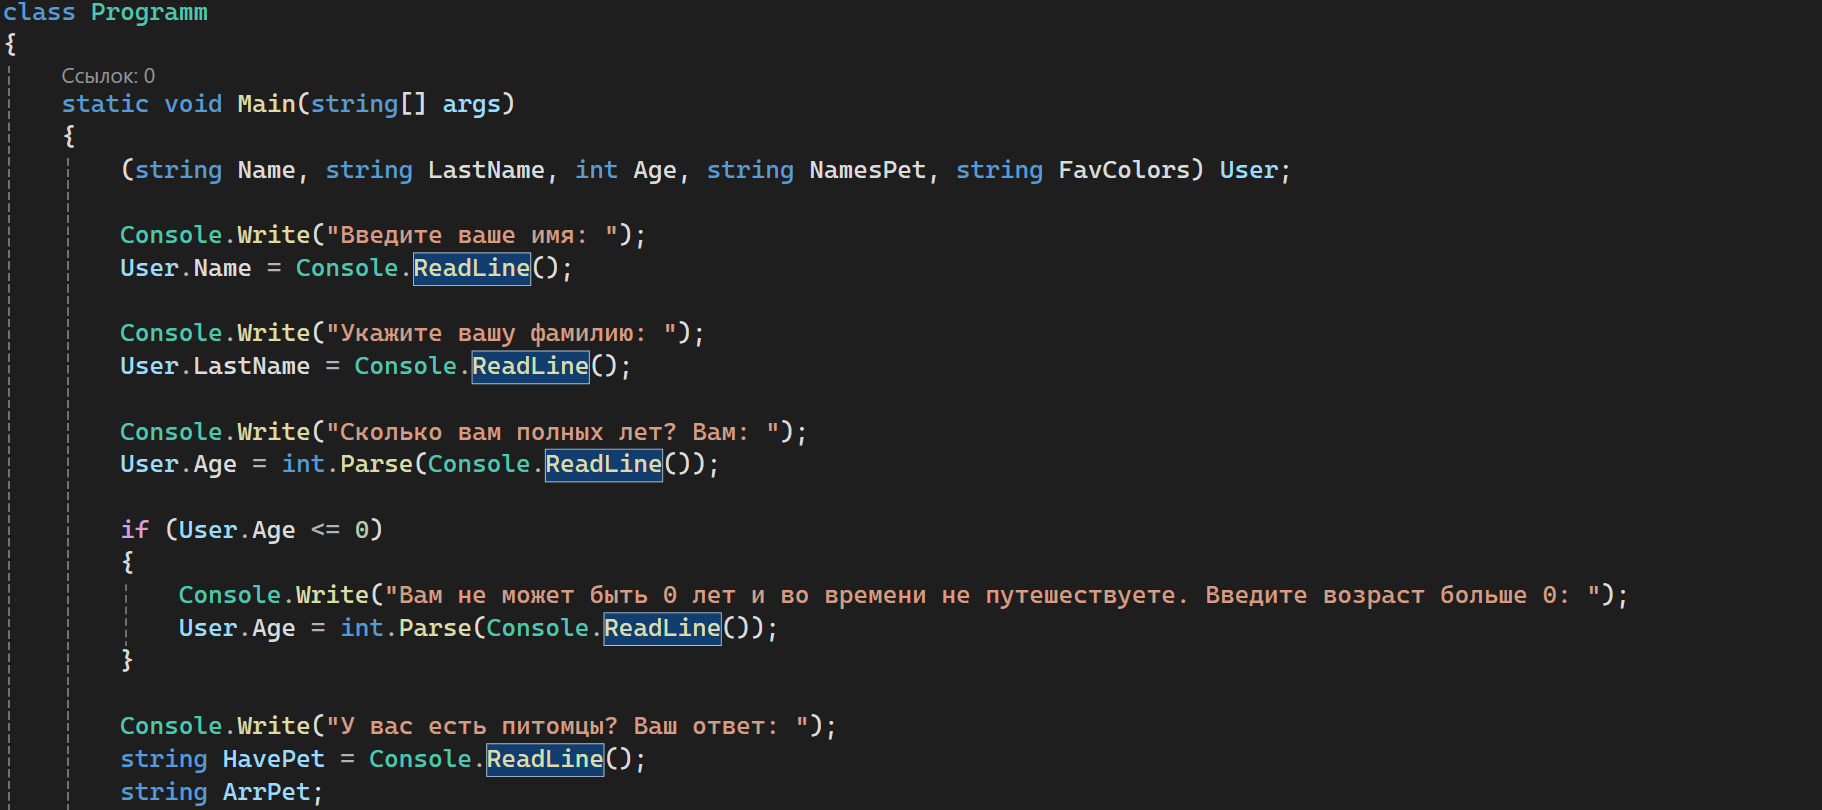 class Programm
{
Ссылок: 0
static void Main(string[] args)
{
(string Name, string LastName, int Age, string NamesPet, string FavColors) User;
Console.Write("Введите ваше имя: ");
User.Name = Console.ReadLine();
Console.Write("Укажите вашу фамилию: ");
User.LastName = Console.ReadLine();
Console.Write("Сколько вам полных лет? Вам: ");
User.Age = int.Parse(Console.ReadLine());
if (User.Age <= 0)
{
Console.Write("Вам не может быть 0 лет и во времени не путешествуете. Введите возраст больше 0: ");
User.Age = int.Parse(Console.ReadLine());
}
Console.Write("У вас есть питомцы? Ваш ответ: ");
string HavePet = Console.ReadLine();
string ArrPet;